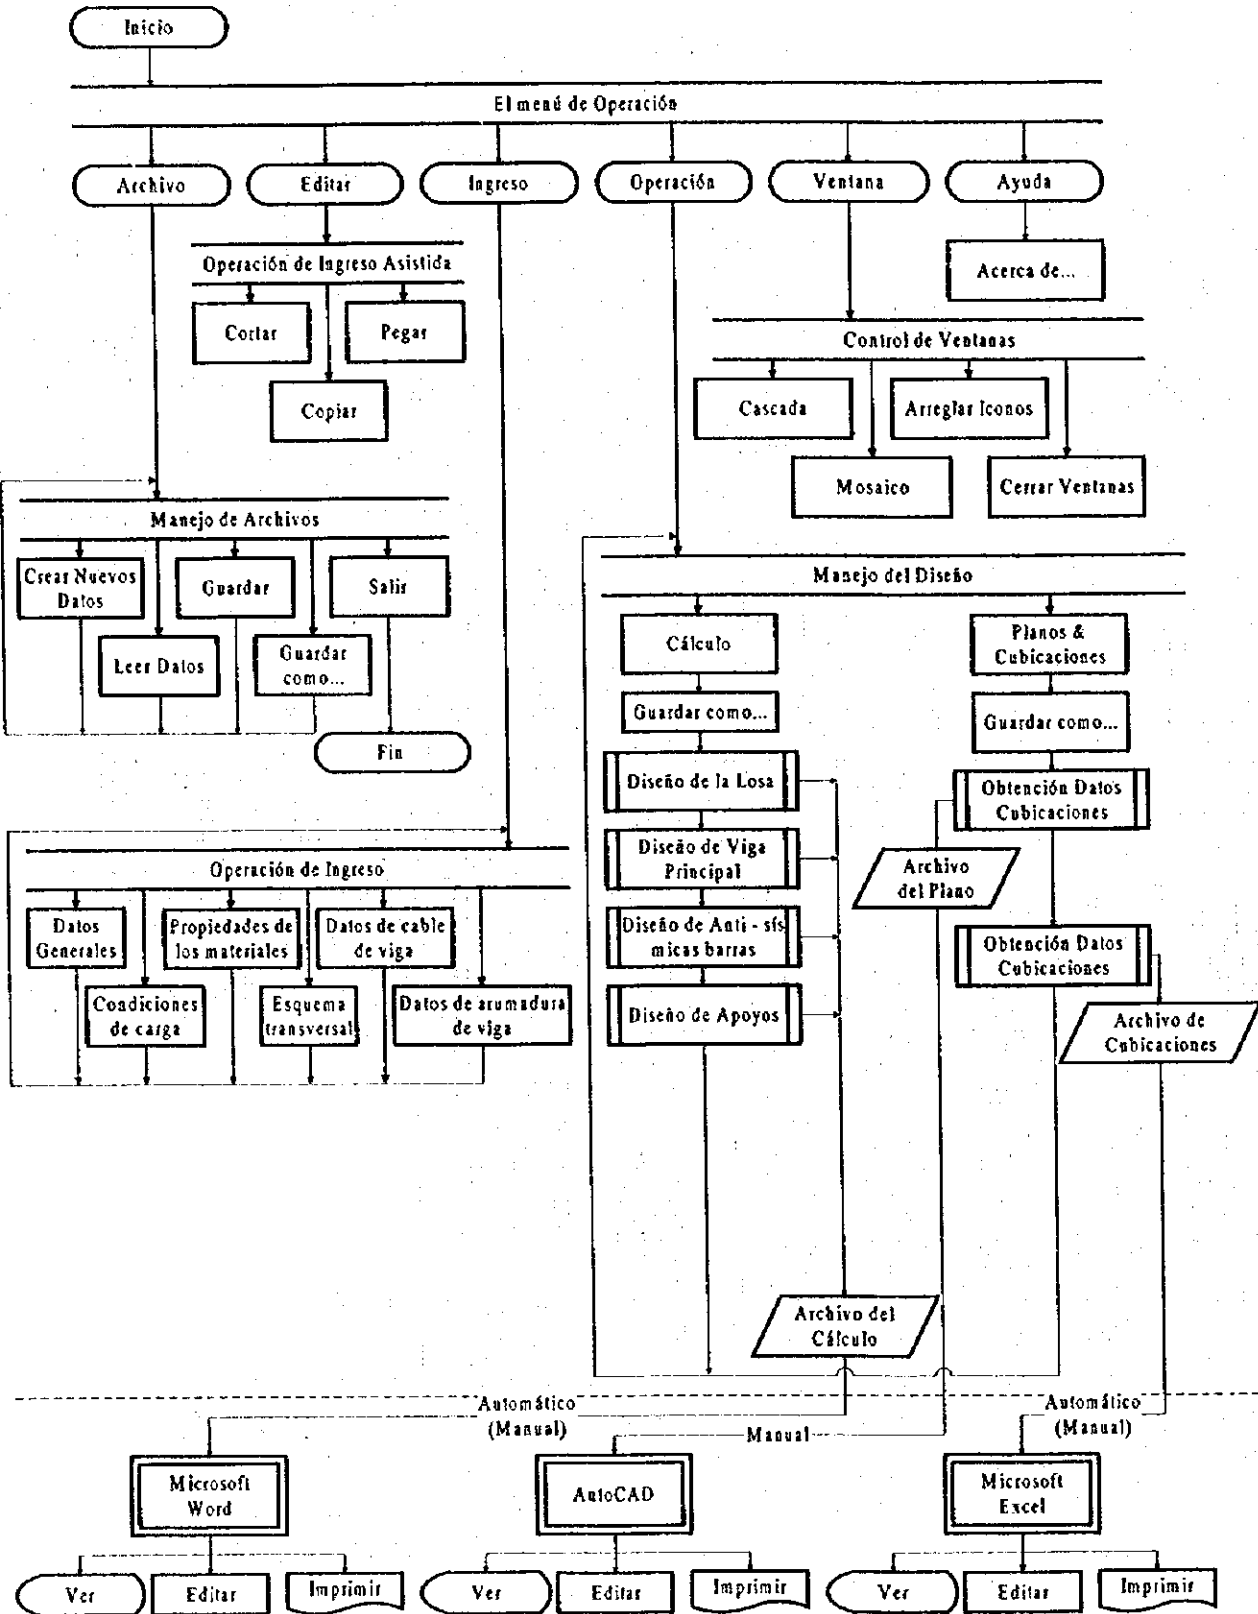 Inicio
El menú de Operación
Archivo
Editar
Ingreso
Operación
Ventana
Ayuda
Operación de Ingreso Asistida
Cortar
Pegar
Copiar
Acerca de...
Control de Ventanas
Cascada
Arreglar Iconos
Mosaico
Cerrar Ventanas
Manejo de Archivos
Crear Nuevos
Datos
Guardar
Salir
Leer Datos
Guardar
como...
Fin
Manejo del Diseño
Cálculo
Guardar como...
Diseño de la Losa
Diseño de Viga
Principal
Diseño de Anti - sís
micas barras
Diseño de Apoyos
Planos &
Cubicaciones
Guardar como...
Obtención Datos
Cubicaciones
Archivo
del Plano
Obtención Datos
Cubicaciones
Archivo de
Cubicaciones
Operación de Ingreso
Datos
Generales
Propiedades de
los materiales
Datos de cable
de viga
Condiciones
de carga
Esquema
transversal
Datos de arumadura
de viga
Archivo del
Cálculo
Automático
(Manual)
Manual
Automático
(Manual)
Microsoft
Word
AutoCAD
Microsoft
Excel
Ver
Editar
Imprimir
Ver
Editar
Imprimir
Ver
Editar
Imprimir